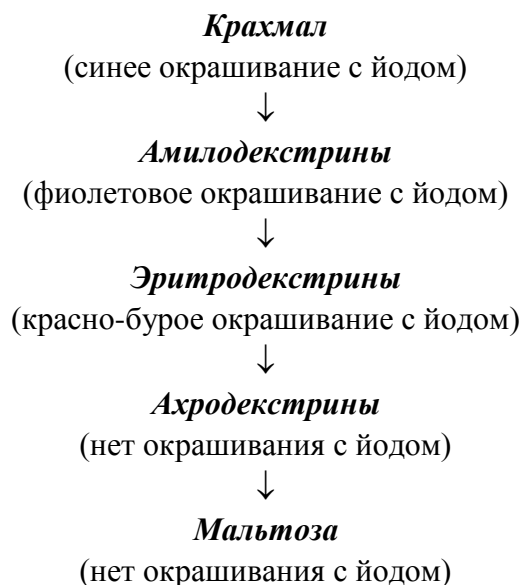 Крахмал
(синее окрашивание с йодом)
↓
Амилодекстрины
(фиолетовое окрашивание с йодом)
↓
Эритродекстрины
(красно-бурое окрашивание с йодом)
↓
Ахродекстрины
(нет окрашивания с йодом)
↓
Мальтоза
(нет окрашивания с йодом)